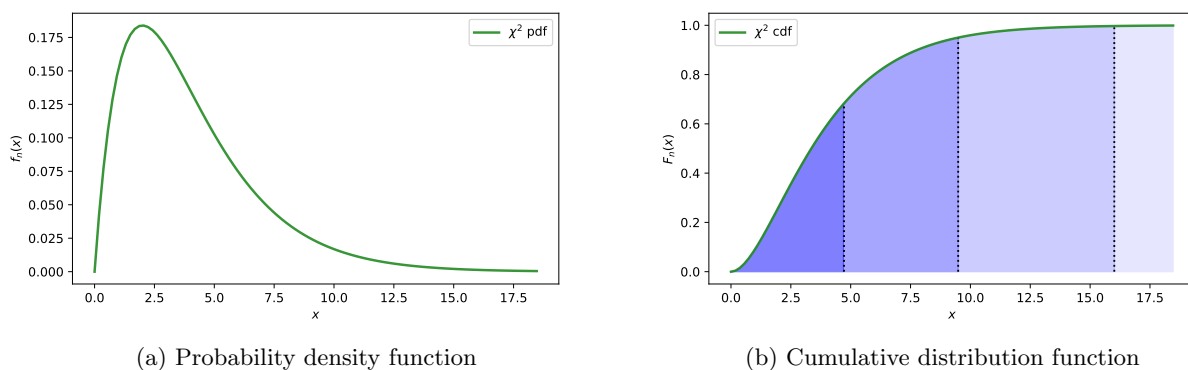 χ² pdf
0.175
0.150
0.125
0.100
0.075
0.050
0.025
0.000
fₙ(x)
0.0 2.5 5.0 7.5 10.0 12.5 15.0 17.5
x
(a) Probability density function
χ² cdf
1.0
0.8
0.6
0.4
0.2
0.0
Fₙ(x)
0.0 2.5 5.0 7.5 10.0 12.5 15.0 17.5
x
(b) Cumulative distribution function